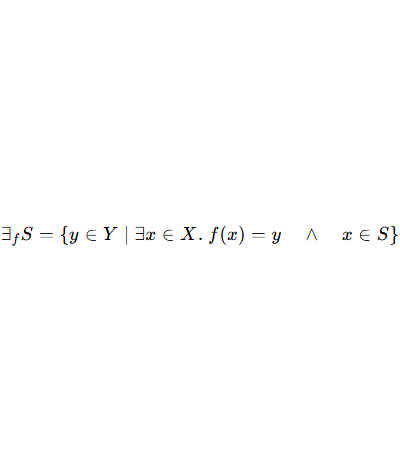 ∃_f S = {y ∈ Y | ∃x ∈ X. f(x) = y ∧ x ∈ S}